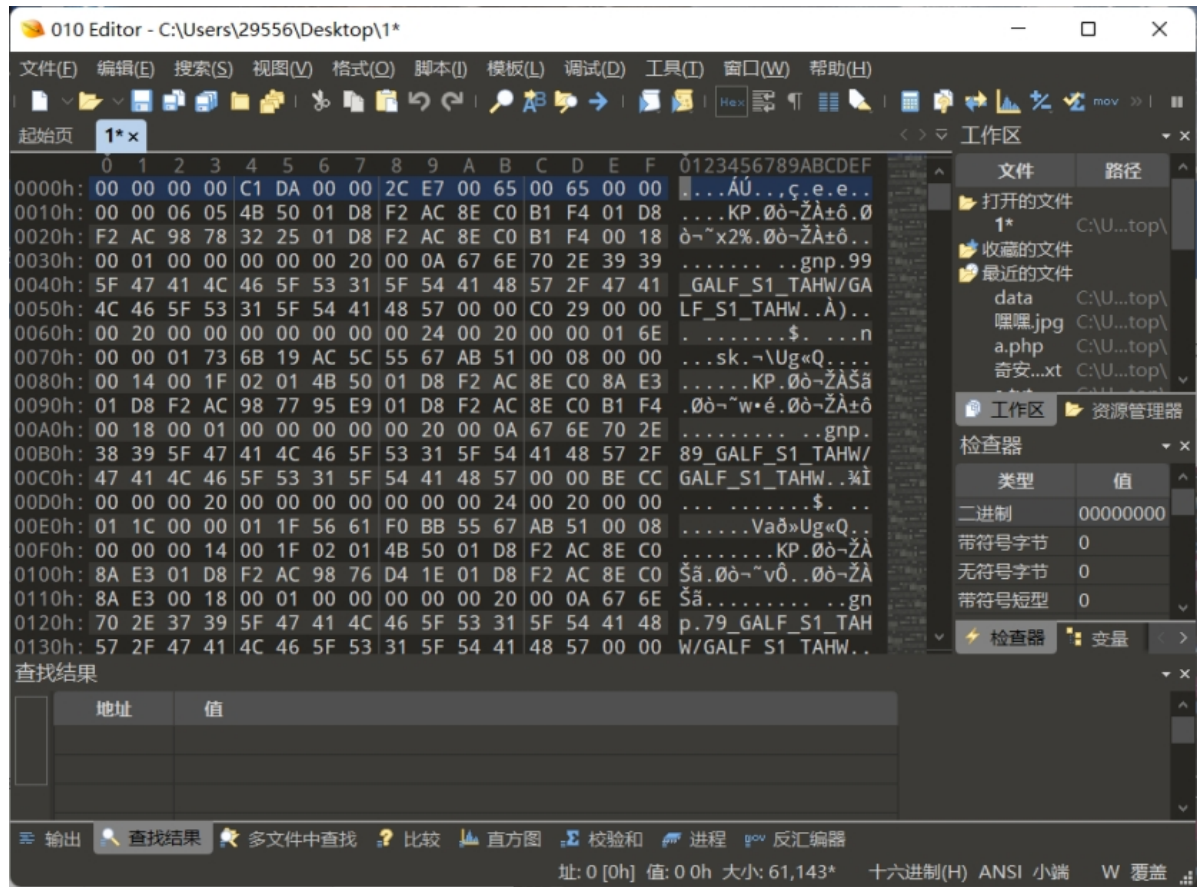 010 Editor - C:\Users\29556\Desktop\1*
文件(F) 编辑(E) 搜索(S) 视图(V) 格式(O) 脚本(I) 模板(L) 调试(D) 工具(T) 窗口(W) 帮助(H)
Hex mov
起始页 1* × 工作区
0 1 2 3 4 5 6 7 8 9 A B C D E F 0123456789ABCDEF
0000h: 00 00 00 00 C1 DA 00 00 2C E7 00 65 00 65 00 00 ....ÁÚ..,ç.e.e..
0010h: 00 00 06 05 4B 50 01 D8 F2 AC 8E C0 B1 F4 01 D8 ....KP.Øò¬ŽÀ±ô.Ø
0020h: F2 AC 98 78 32 25 01 D8 F2 AC 8E C0 B1 F4 00 18 ò¬˜x2%.Øò¬ŽÀ±ô..
0030h: 00 01 00 00 00 00 00 20 00 0A 67 6E 70 2E 39 39 ....... ..gnp.99
0040h: 5F 47 41 4C 46 5F 53 31 5F 54 41 48 57 2F 47 41 _GALF_S1_TAHW/GA
0050h: 4C 46 5F 53 31 5F 54 41 48 57 00 00 C0 29 00 00 LF_S1_TAHW..À)..
0060h: 00 20 00 00 00 00 00 00 00 24 00 20 00 00 01 6E . .......$. ...n
0070h: 00 00 01 73 6B 19 AC 5C 55 67 AB 51 00 08 00 00 ...sk.¬\Ug«Q....
0080h: 00 14 00 1F 02 01 4B 50 01 D8 F2 AC 8E C0 8A E3 ......KP.Øò¬ŽÀŠã
0090h: 01 D8 F2 AC 98 77 95 E9 01 D8 F2 AC 8E C0 B1 F4 .Øò¬˜w•é.Øò¬ŽÀ±ô
00A0h: 00 18 00 01 00 00 00 00 00 20 00 0A 67 6E 70 2E ......... ..gnp.
00B0h: 38 39 5F 47 41 4C 46 5F 53 31 5F 54 41 48 57 2F 89_GALF_S1_TAHW/
00C0h: 47 41 4C 46 5F 53 31 5F 54 41 48 57 00 00 BE CC GALF_S1_TAHW..¾Ì
00D0h: 00 00 00 20 00 00 00 00 00 00 00 24 00 20 00 00 ... .......$. ..
00E0h: 01 1C 00 00 01 1F 56 61 F0 BB 55 67 AB 51 00 08 ......Vað»Ug«Q..
00F0h: 00 00 00 14 00 1F 02 01 4B 50 01 D8 F2 AC 8E C0 ........KP.Øò¬ŽÀ
0100h: 8A E3 01 D8 F2 AC 98 76 D4 1E 01 D8 F2 AC 8E C0 Šã.Øò¬˜vÔ..Øò¬ŽÀ
0110h: 8A E3 00 18 00 01 00 00 00 00 00 20 00 0A 67 6E Šã......... ..gn
0120h: 70 2E 37 39 5F 47 41 4C 46 5F 53 31 5F 54 41 48 p.79_GALF_S1_TAH
0130h: 57 2F 47 41 4C 46 5F 53 31 5F 54 41 48 57 00 00 W/GALF_S1_TAHW..
文件 路径
打开的文件
1* C:\U...top\
收藏的文件
最近的文件
data C:\U...top\
嘿嘿.jpg C:\U...top\
a.php C:\U...top\
奇安...xt C:\U...top\
工作区 资源管理器
检查器
类型 值
二进制 00000000
带符号字节 0
无符号字节 0
带符号短型 0
检查器 变量
查找结果
地址 值
输出 查找结果 多文件中查找 比较 直方图 校验和 进程 反汇编器
址: 0 [0h] 值: 0 0h 大小: 61,143* 十六进制(H) ANSI 小端 W 覆盖